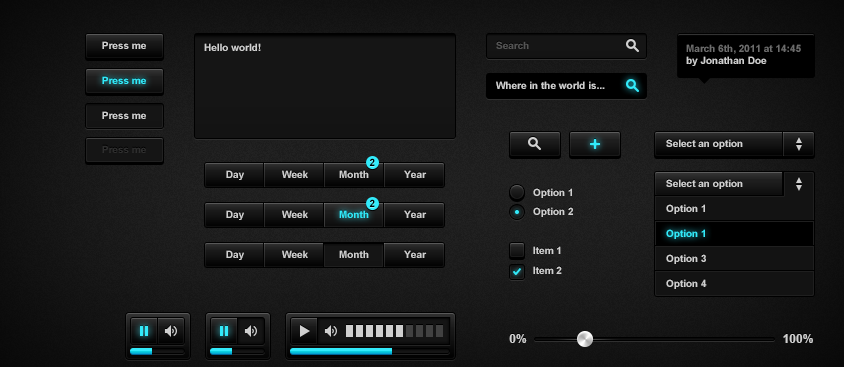 Press me
Press me
Press me
Press me
Hello world!
Search
Where in the world is...
March 6th, 2011 at 14:45
by Jonathan Doe
Day Week Month 2 Year
Day Week Month 2 Year
Day Week Month Year
Option 1
Option 2
Item 1
Item 2
Select an option
Select an option
Option 1
Option 1
Option 3
Option 4
0% 100%